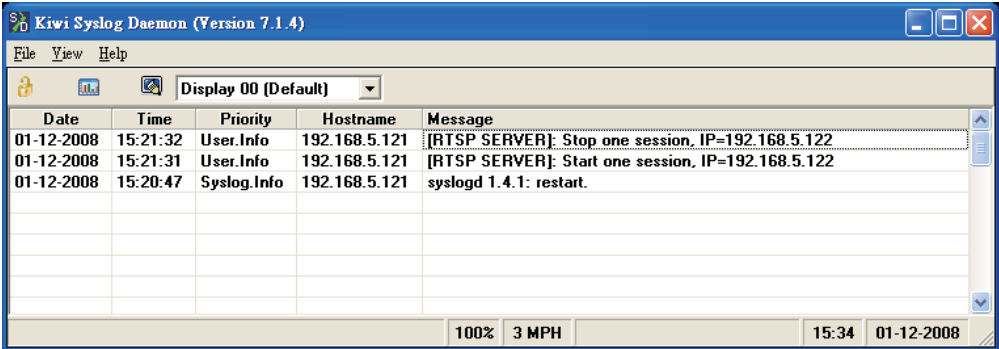 Kiwi Syslog Daemon (Version 7.1.4)
File View Help
Display 00 (Default)
Date Time Priority Hostname Message
01-12-2008 15:21:32 User.Info 192.168.5.121 [RTSP SERVER]: Stop one session, IP=192.168.5.122
01-12-2008 15:21:31 User.Info 192.168.5.121 [RTSP SERVER]: Start one session, IP=192.168.5.122
01-12-2008 15:20:47 Syslog.Info 192.168.5.121 syslogd 1.4.1: restart.
100% 3 MPH 15:34 01-12-2008